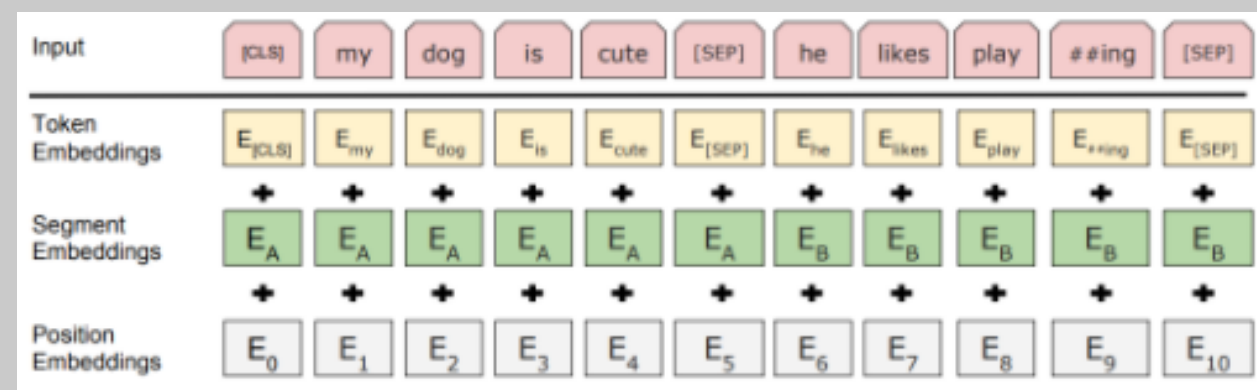 Input [CLS] my dog is cute [SEP] he likes play ##ing [SEP]
Token
Embeddings
E[CLS] Emy Edog Eis Ecute E[SEP] Ehe Elikes Eplay E##ing E[SEP]
+ + + + + + + + + + +
Segment
Embeddings
EA EA EA EA EA EA EB EB EB EB EB
+ + + + + + + + + + +
Position
Embeddings
E0 E1 E2 E3 E4 E5 E6 E7 E8 E9 E10